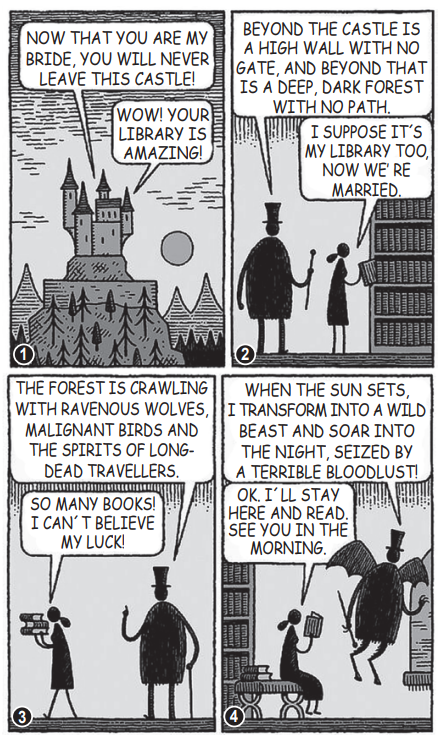 NOW THAT YOU ARE MY
BRIDE, YOU WILL NEVER
LEAVE THIS CASTLE!
WOW! YOUR
LIBRARY IS
AMAZING!
1
BEYOND THE CASTLE IS
A HIGH WALL WITH NO
GATE, AND BEYOND THAT
IS A DEEP, DARK FOREST
WITH NO PATH.
I SUPPOSE IT'S
MY LIBRARY TOO,
NOW WE'RE
MARRIED.
2
THE FOREST IS CRAWLING
WITH RAVENOUS WOLVES,
MALIGNANT BIRDS AND
THE SPIRITS OF LONG-
DEAD TRAVELLERS.
SO MANY BOOKS!
I CAN'T BELIEVE
MY LUCK!
3
WHEN THE SUN SETS,
I TRANSFORM INTO A WILD
BEAST AND SOAR INTO
THE NIGHT, SEIZED BY
A TERRIBLE BLOODLUST!
OK. I'LL STAY
HERE AND READ.
SEE YOU IN THE
MORNING.
4